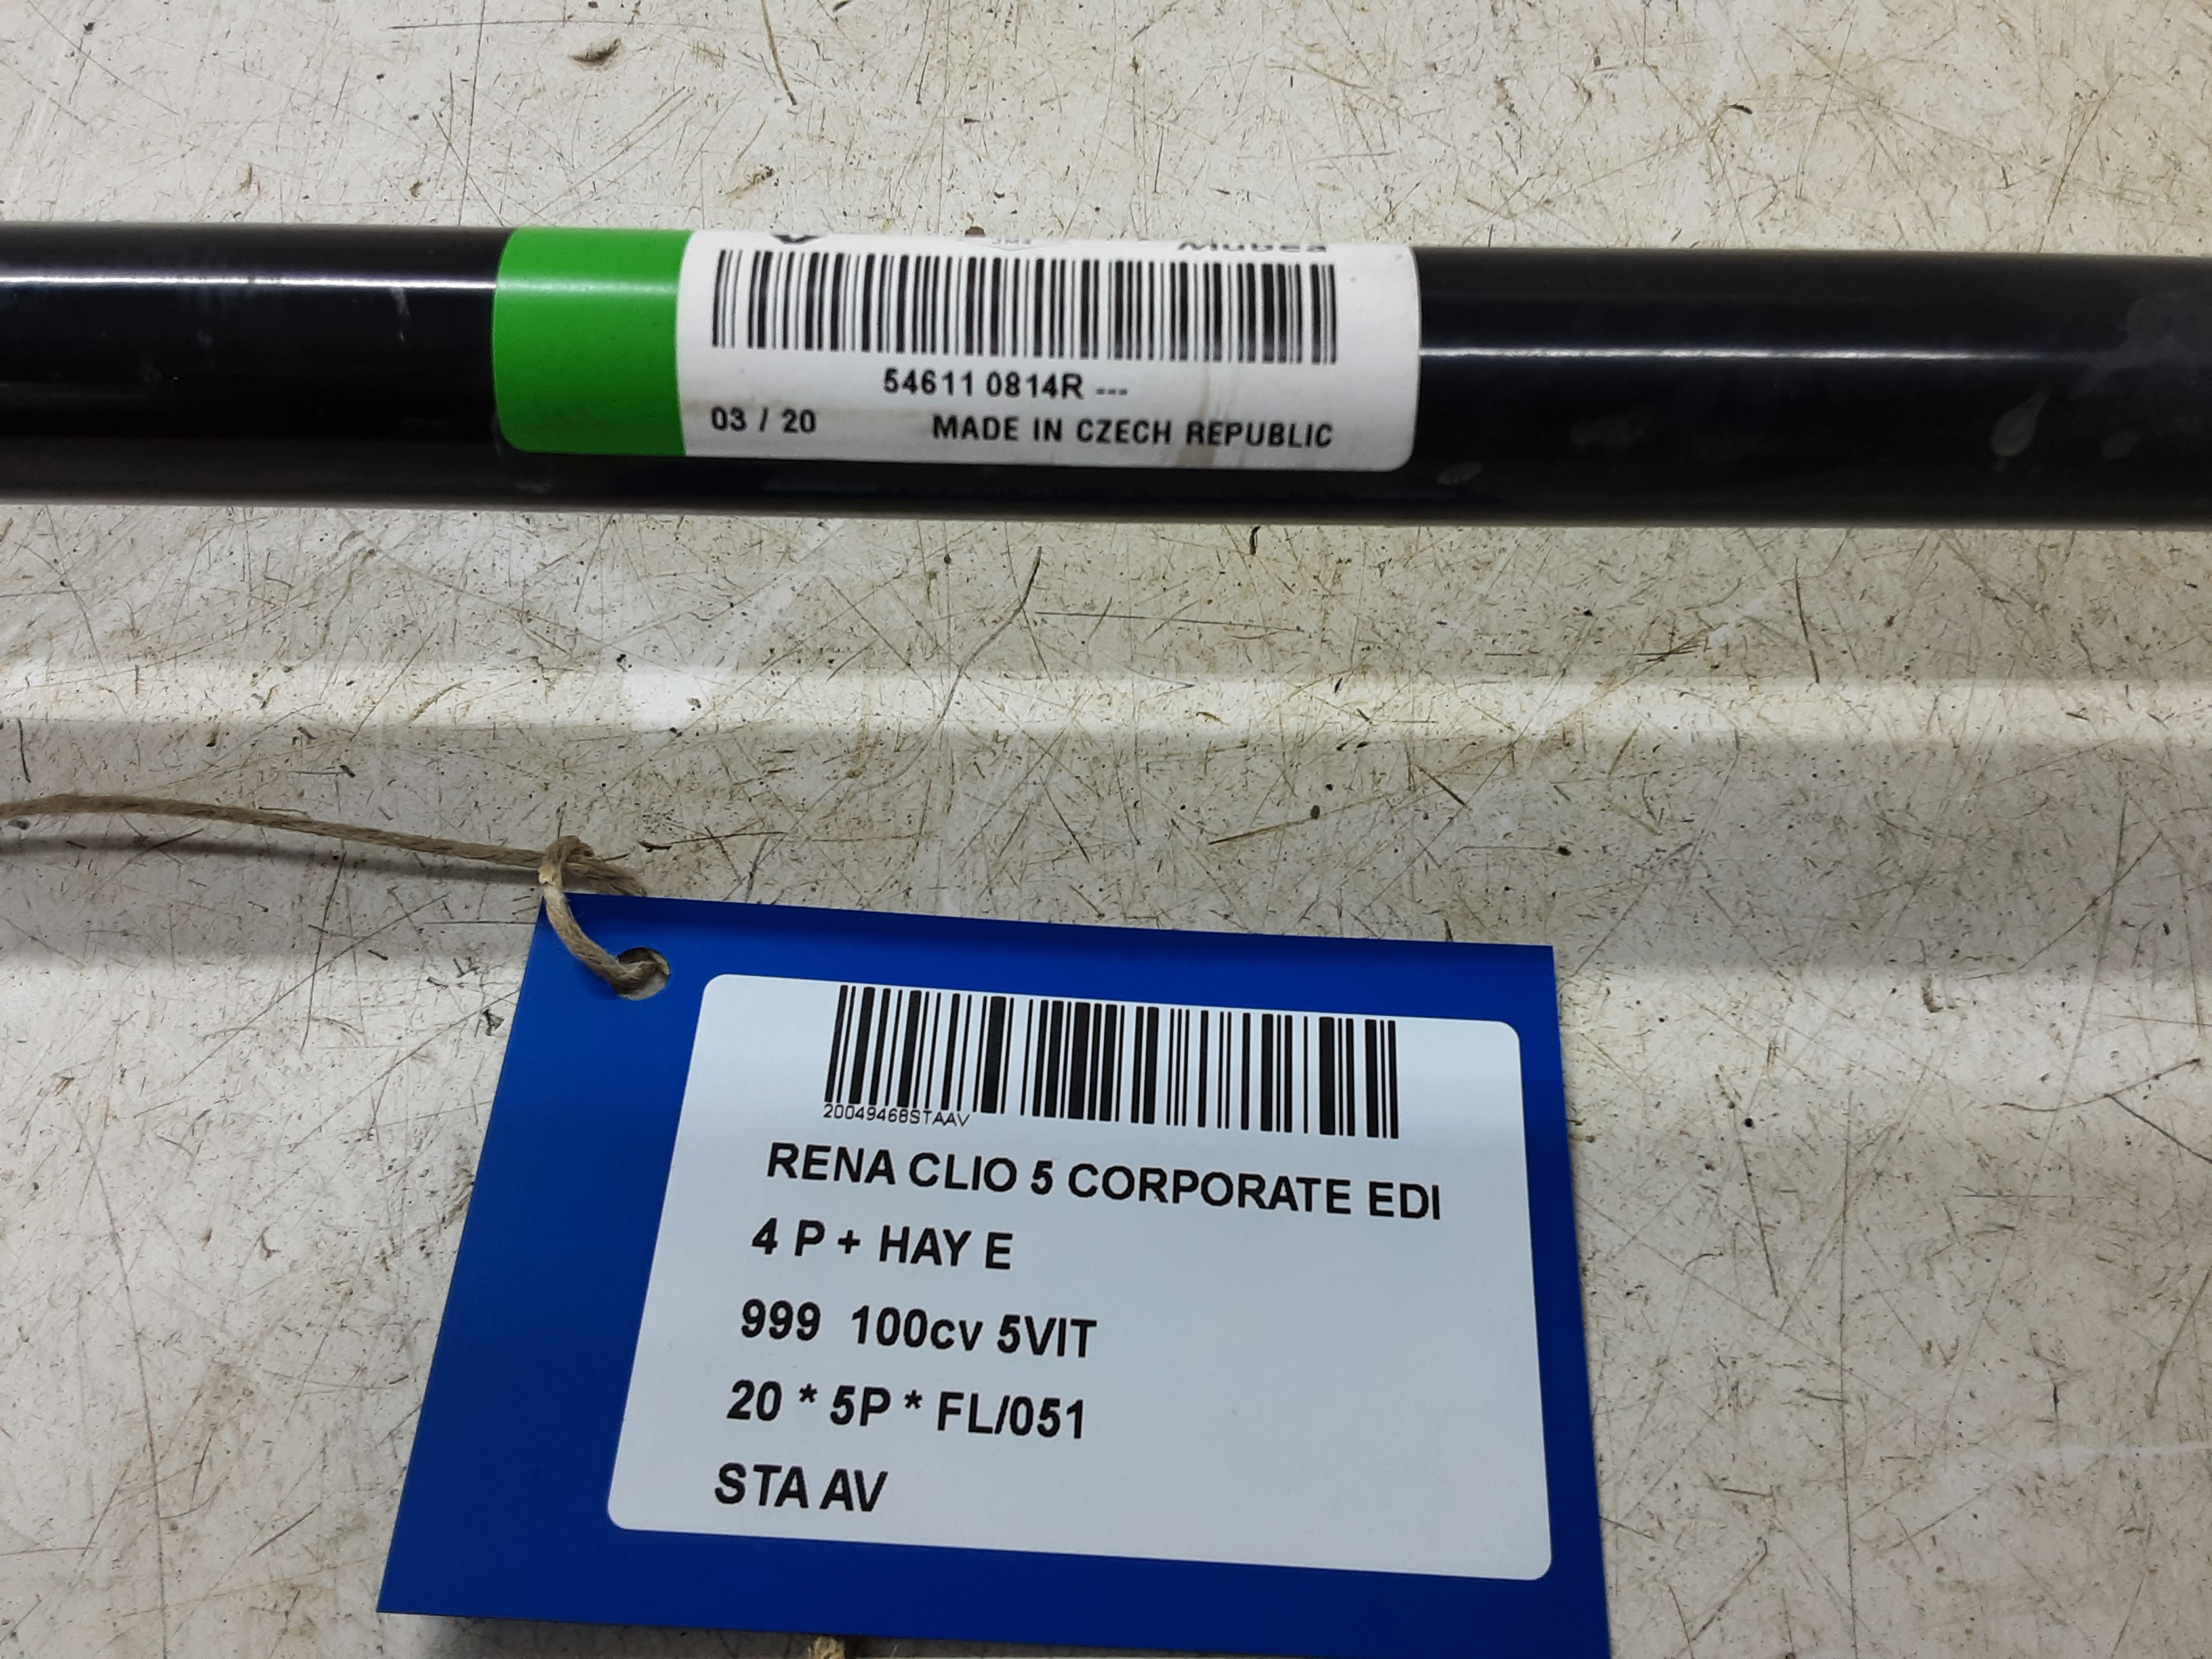 Mubea
54611 0814R ---
03 / 20 MADE IN CZECH REPUBLIC
20049468STAAV
RENA CLIO 5 CORPORATE EDI
4 P + HAY E
999 100cv 5VIT
20 * 5P * FL/051
STA AV